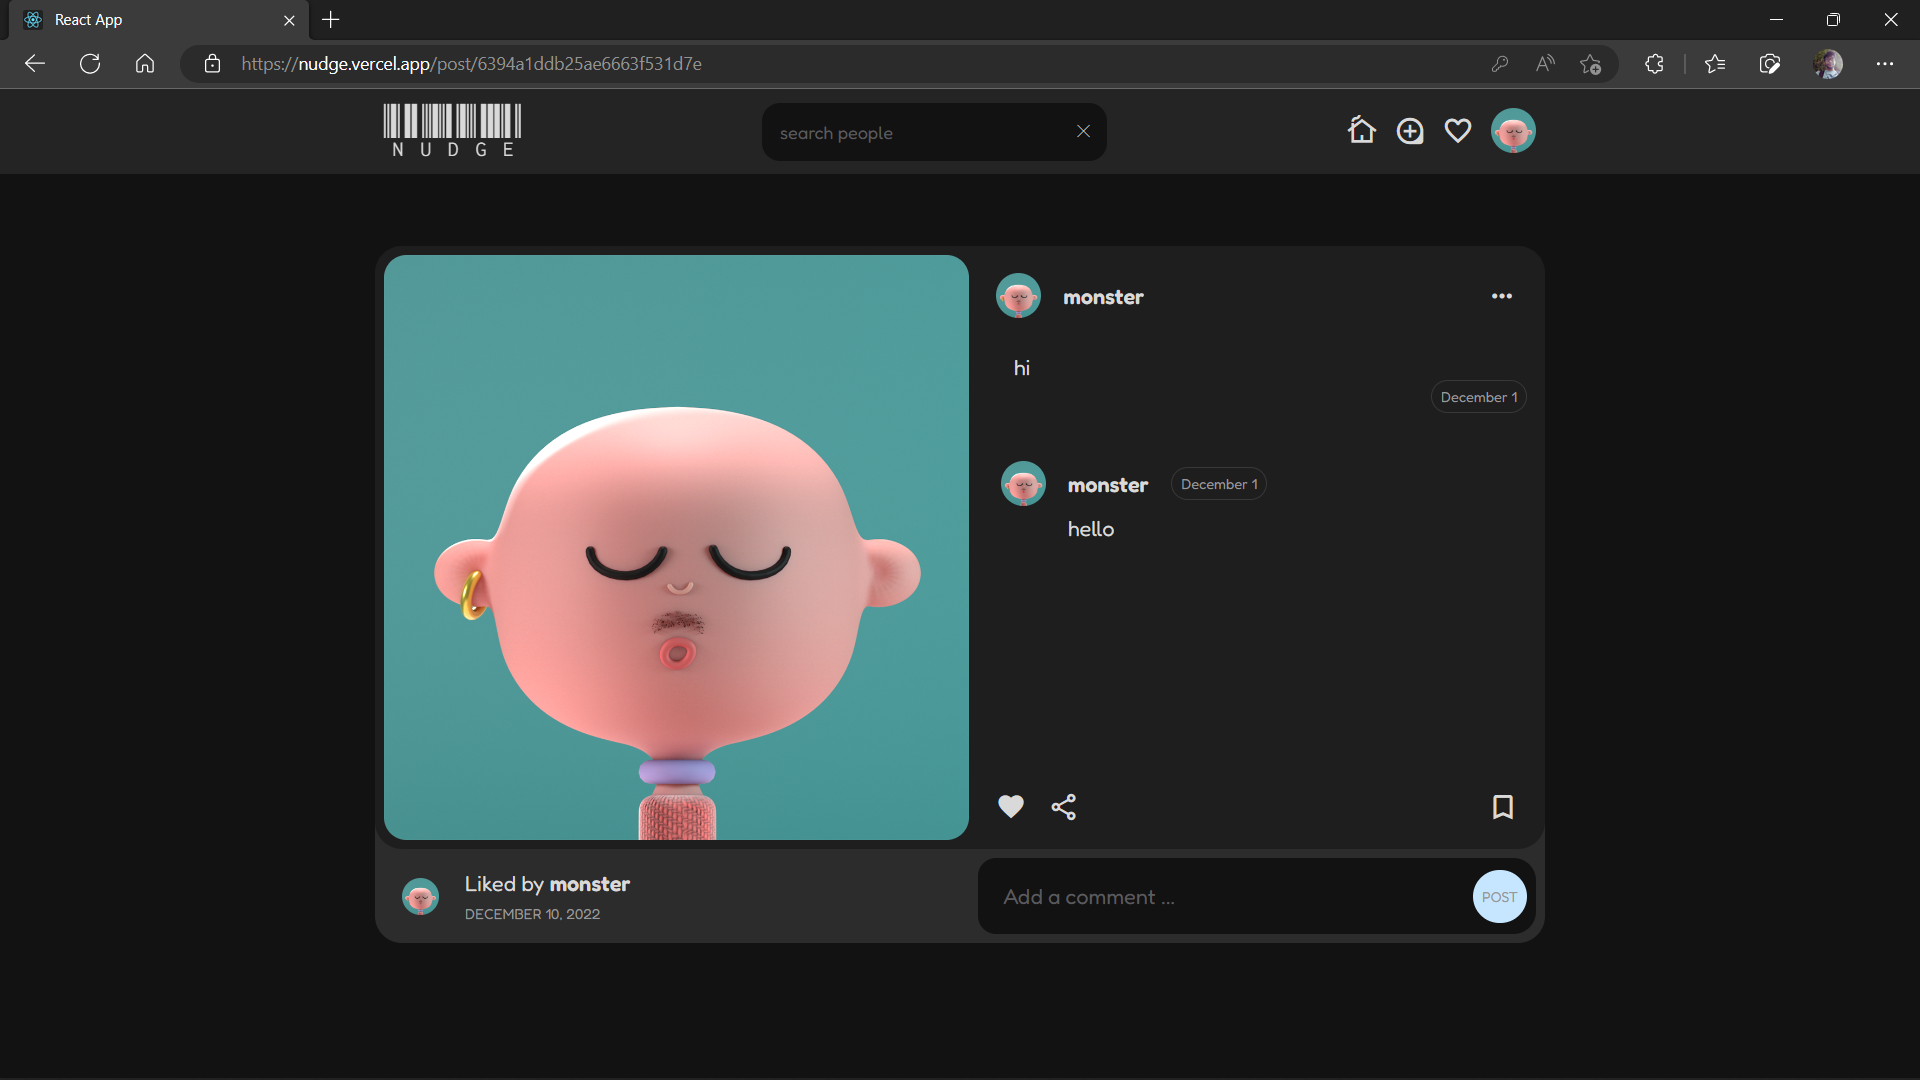 React App
https://nudge.vercel.app/post/6394a1ddb25ae6663f531d7e
NUDGE
search people
monster
hi
December 1
monster December 1
hello
Liked by monster
DECEMBER 10, 2022
Add a comment ...
POST